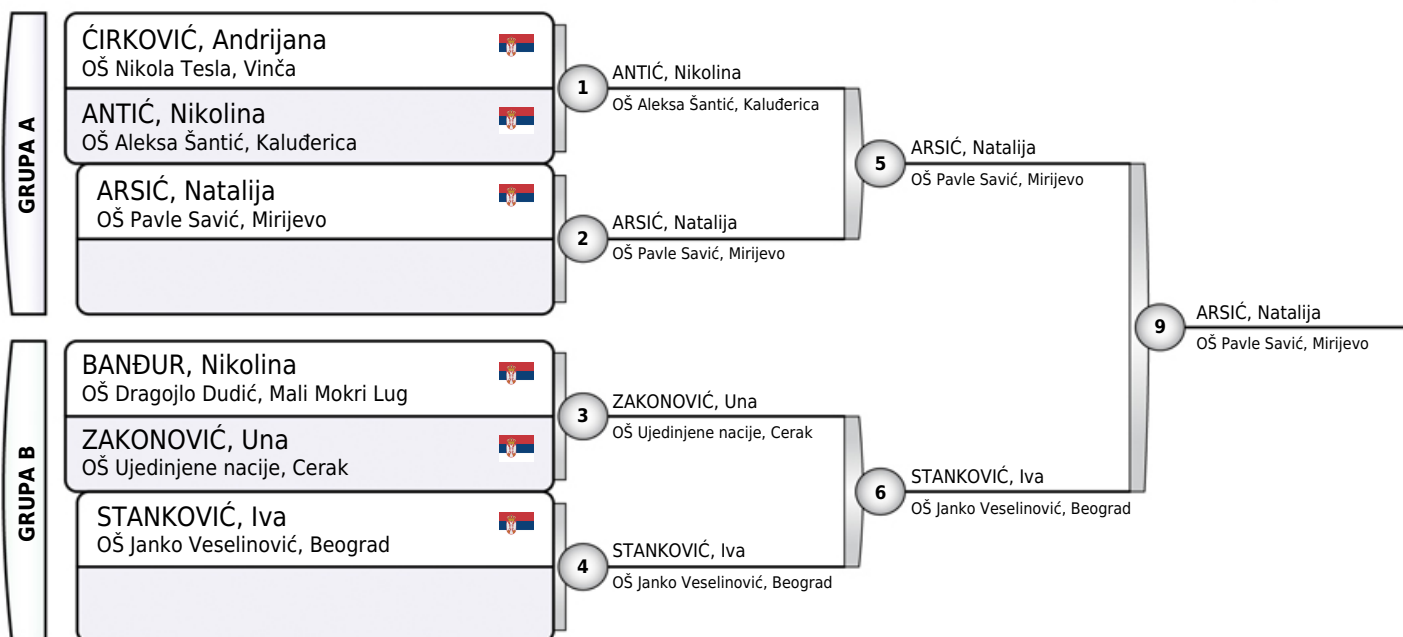 GRUPA A
ĆIRKOVIĆ, Andrijana
OŠ Nikola Tesla, Vinča
ANTIĆ, Nikolina
OŠ Aleksa Šantić, Kaluđerica
ARSIĆ, Natalija
OŠ Pavle Savić, Mirijevo
1
ANTIĆ, Nikolina
OŠ Aleksa Šantić, Kaluđerica
2
ARSIĆ, Natalija
OŠ Pavle Savić, Mirijevo
5
ARSIĆ, Natalija
OŠ Pavle Savić, Mirijevo
GRUPA B
BANĐUR, Nikolina
OŠ Dragojlo Dudić, Mali Mokri Lug
ZAKONOVIĆ, Una
OŠ Ujedinjene nacije, Cerak
STANKOVIĆ, Iva
OŠ Janko Veselinović, Beograd
3
ZAKONOVIĆ, Una
OŠ Ujedinjene nacije, Cerak
4
STANKOVIĆ, Iva
OŠ Janko Veselinović, Beograd
6
STANKOVIĆ, Iva
OŠ Janko Veselinović, Beograd
9
ARSIĆ, Natalija
OŠ Pavle Savić, Mirijevo